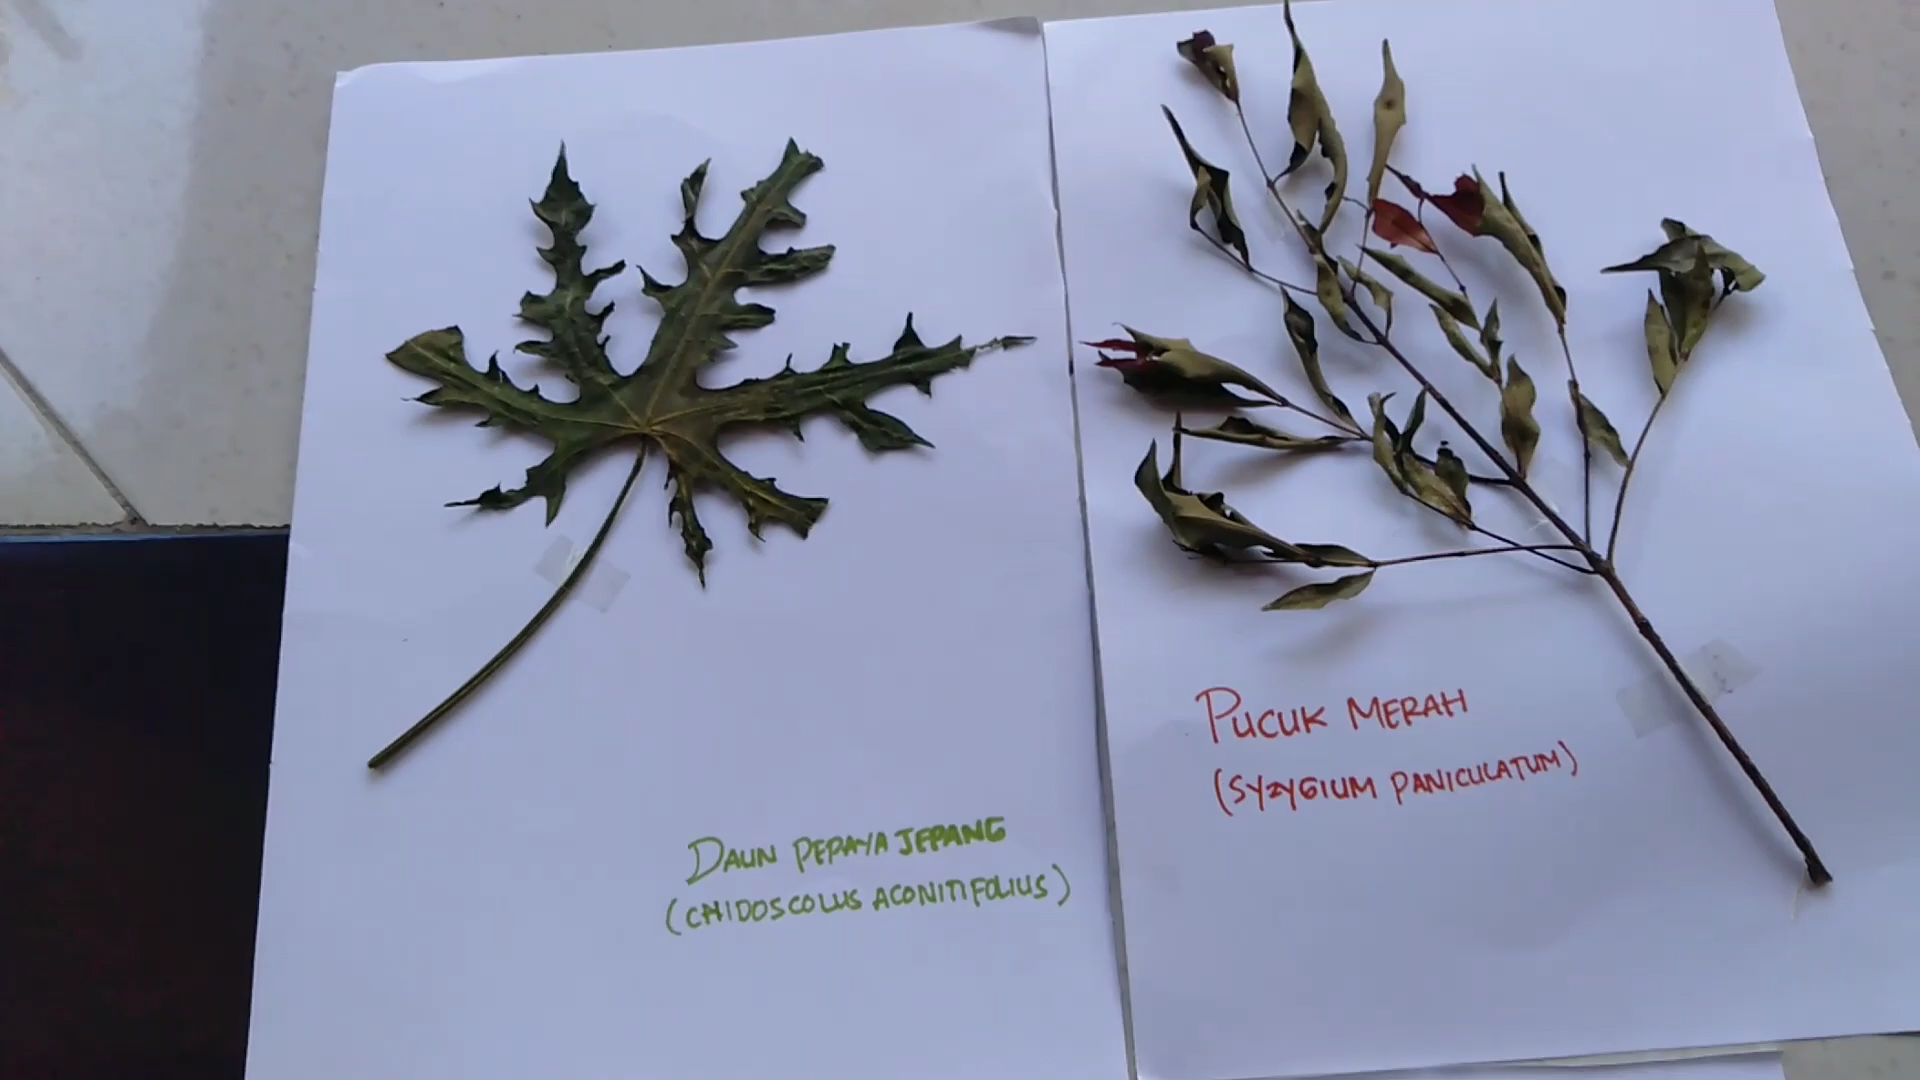 DAUN PEPAYA JEPANG
(CNIDOSCOLUS ACONITIFOLIUS)
PUCUK MERAH
(SYZYGIUM PANICULATUM)